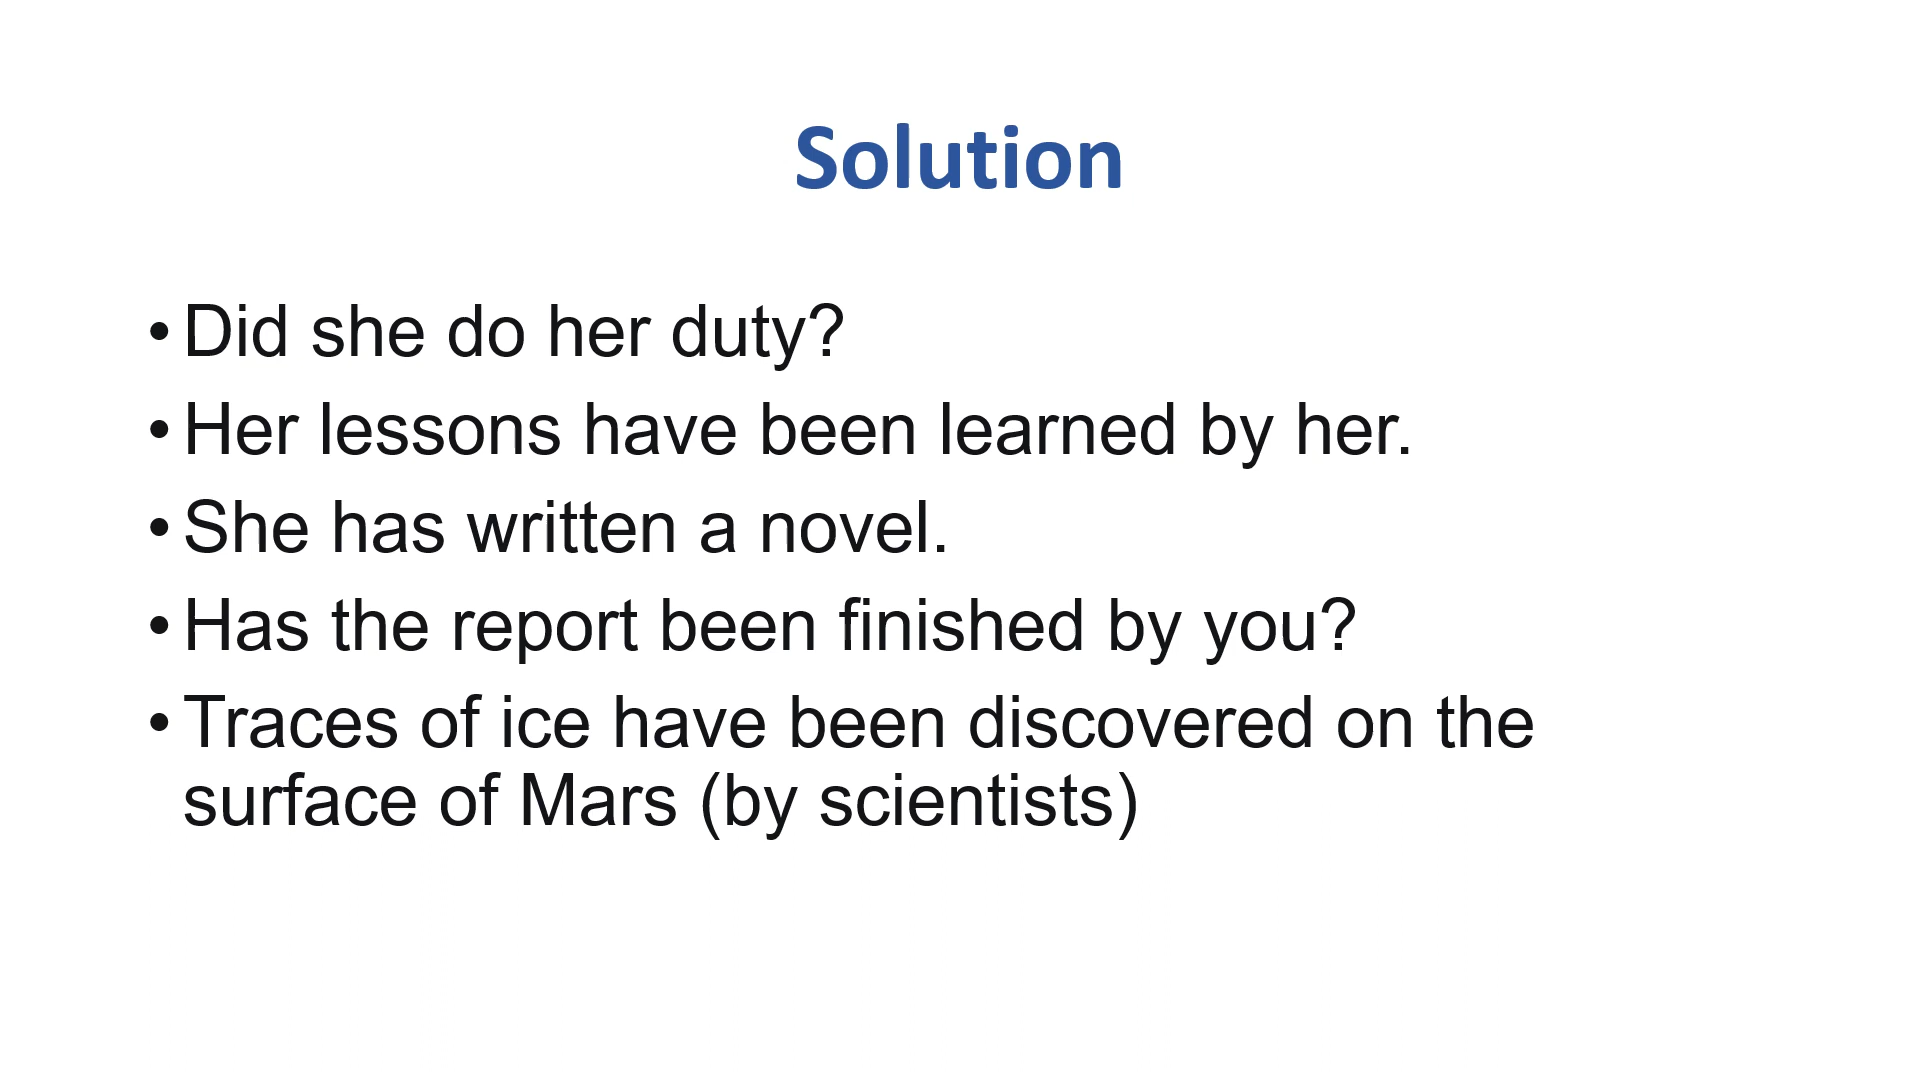 Solution
• Did she do her duty?
• Her lessons have been learned by her.
• She has written a novel.
• Has the report been finished by you?
• Traces of ice have been discovered on the
surface of Mars (by scientists)